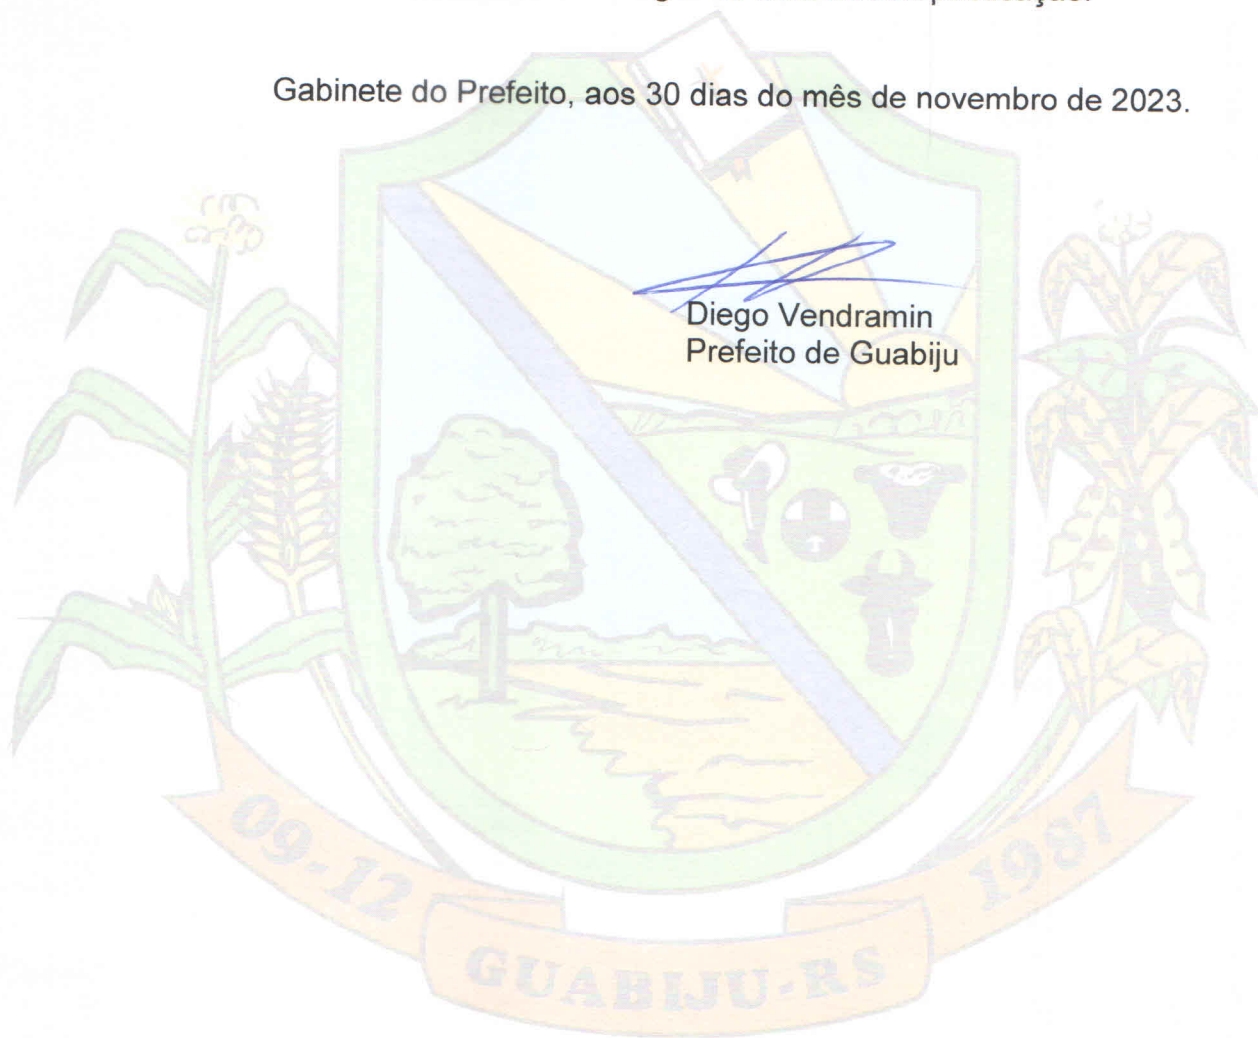 Gabinete do Prefeito, aos 30 dias do mês de novembro de 2023.
Diego Vendramin
Prefeito de Guabiju
09-12
1987
GUABIJU-RS